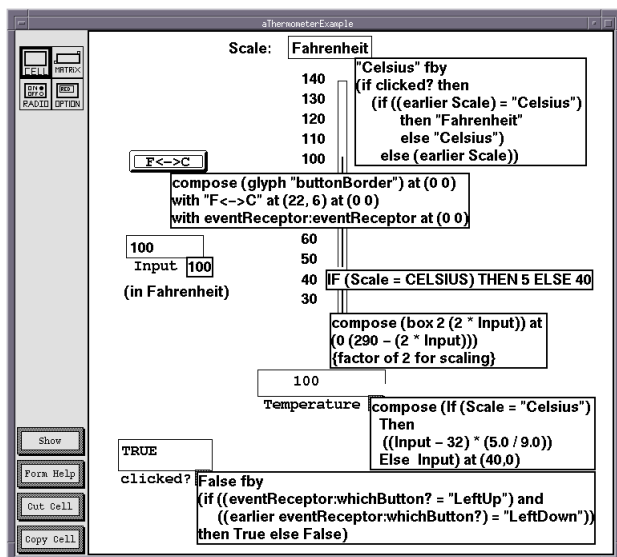 aThermometerExample
CELL
MATRIX
ON
OFF
RED
RADIO
OPTION
Scale: Fahrenheit
"Celsius" fby
(if clicked? then
(if ((earlier Scale) = "Celsius")
then "Fahrenheit"
else "Celsius")
else (earlier Scale))
140
130
120
110
100
F<->C
compose (glyph "buttonBorder") at (0 0)
with "F<->C" at (22, 6) at (0 0)
with eventReceptor:eventReceptor at (0 0)
60
50
40
30
100
Input 100
(in Fahrenheit)
IF (Scale = CELSIUS) THEN 5 ELSE 40
compose (box 2 (2 * Input)) at
(0 (290 – (2 * Input)))
{factor of 2 for scaling}
100
Temperature
compose (If (Scale = "Celsius")
Then
((Input – 32) * (5.0 / 9.0))
Else Input) at (40,0)
TRUE
clicked?
False fby
(if ((eventReceptor:whichButton? = "LeftUp") and
((earlier eventReceptor:whichButton?) = "LeftDown"))
then True else False)
Show
Form Help
Cut Cell
Copy Cell